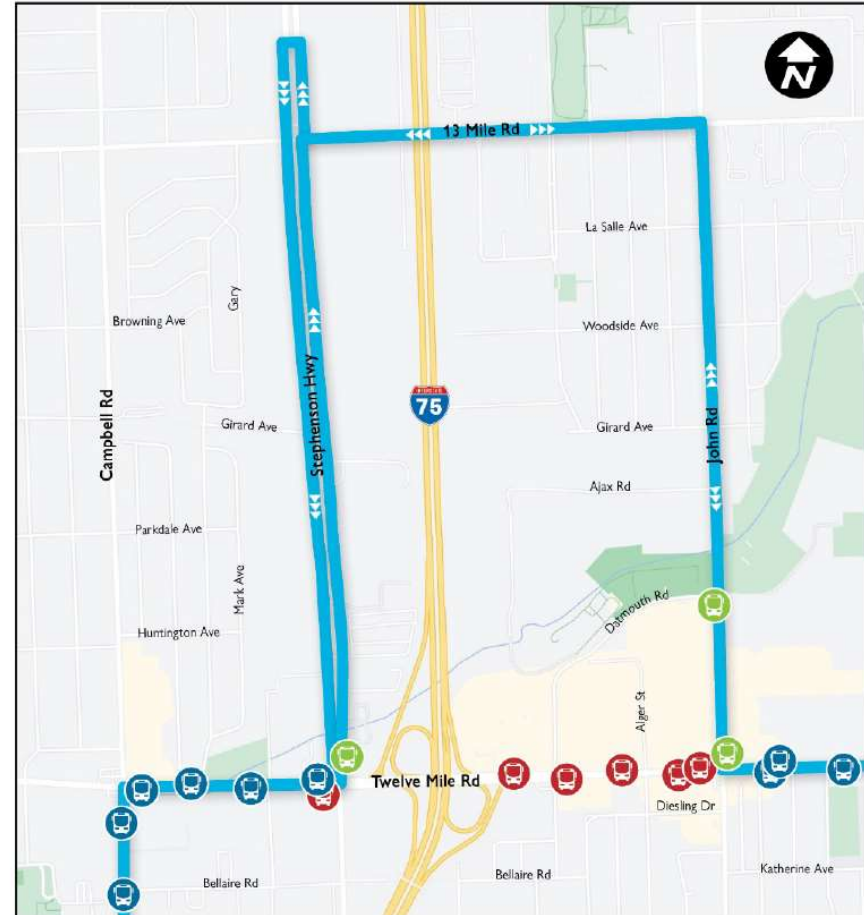 N
13 Mile Rd
La Salle Ave
Gary
Browning Ave
Woodside Ave
Campbell Rd
Stephenson Hwy
75
John Rd
Girard Ave
Girard Ave
Ajax Rd
Parkdale Ave
Mark Ave
Datmouth Rd
Huntington Ave
Alger St
Twelve Mile Rd
Diesling Dr
Bellaire Rd
Bellaire Rd
Katherine Ave